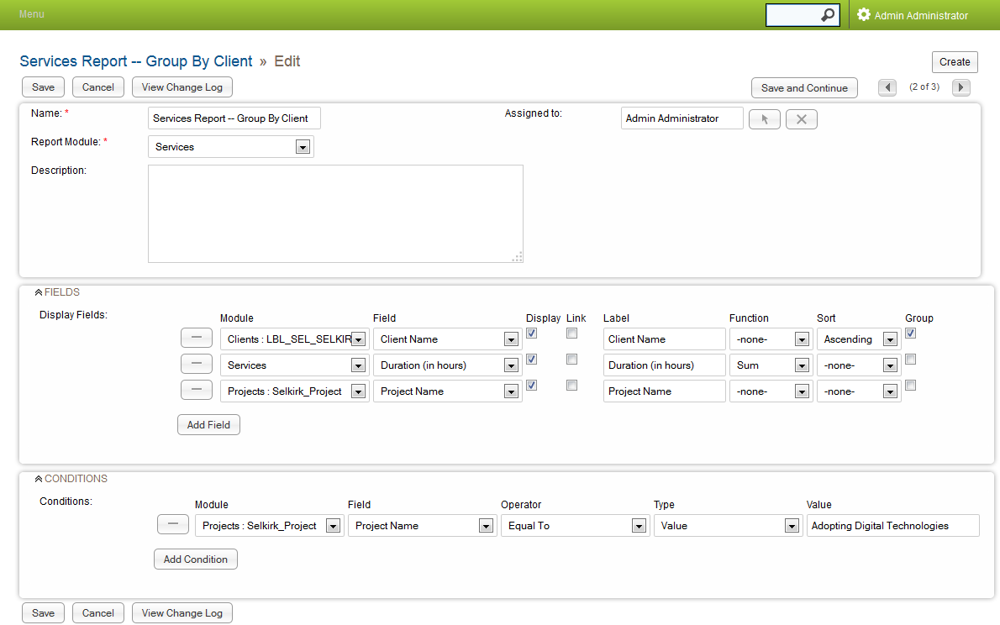 Menu
Admin Administrator
Services Report -- Group By Client » Edit
Create
Save Cancel View Change Log Save and Continue (2 of 3)
Name: * Services Report -- Group By Client Assigned to: Admin Administrator
Report Module: * Services
Description:
FIELDS
Display Fields:
Module Field Display Link Label Function Sort Group
Clients : LBL_SEL_SELKIR Client Name Client Name -none- Ascending
Services Duration (in hours) Duration (in hours) Sum -none-
Projects : Selkirk_Project Project Name Project Name -none- -none-
Add Field
CONDITIONS
Conditions:
Module Field Operator Type Value
Projects : Selkirk_Project Project Name Equal To Value Adopting Digital Technologies
Add Condition
Save Cancel View Change Log